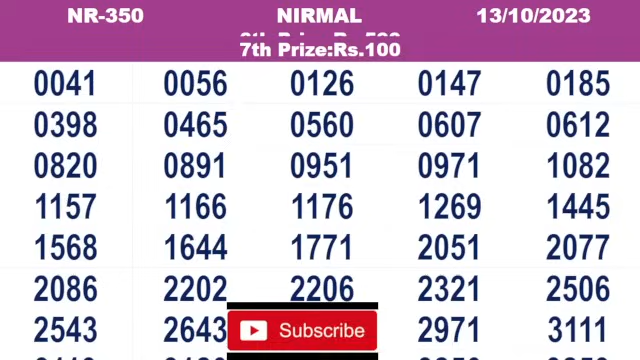 NR-350 NIRMAL 13/10/2023
7th Prize:Rs.100
0041 0056 0126 0147 0185
0398 0465 0560 0607 0612
0820 0891 0951 0971 1082
1157 1166 1176 1269 1445
1568 1644 1771 2051 2077
2086 2202 2206 2321 2506
2543 2643 Subscribe 2971 3111